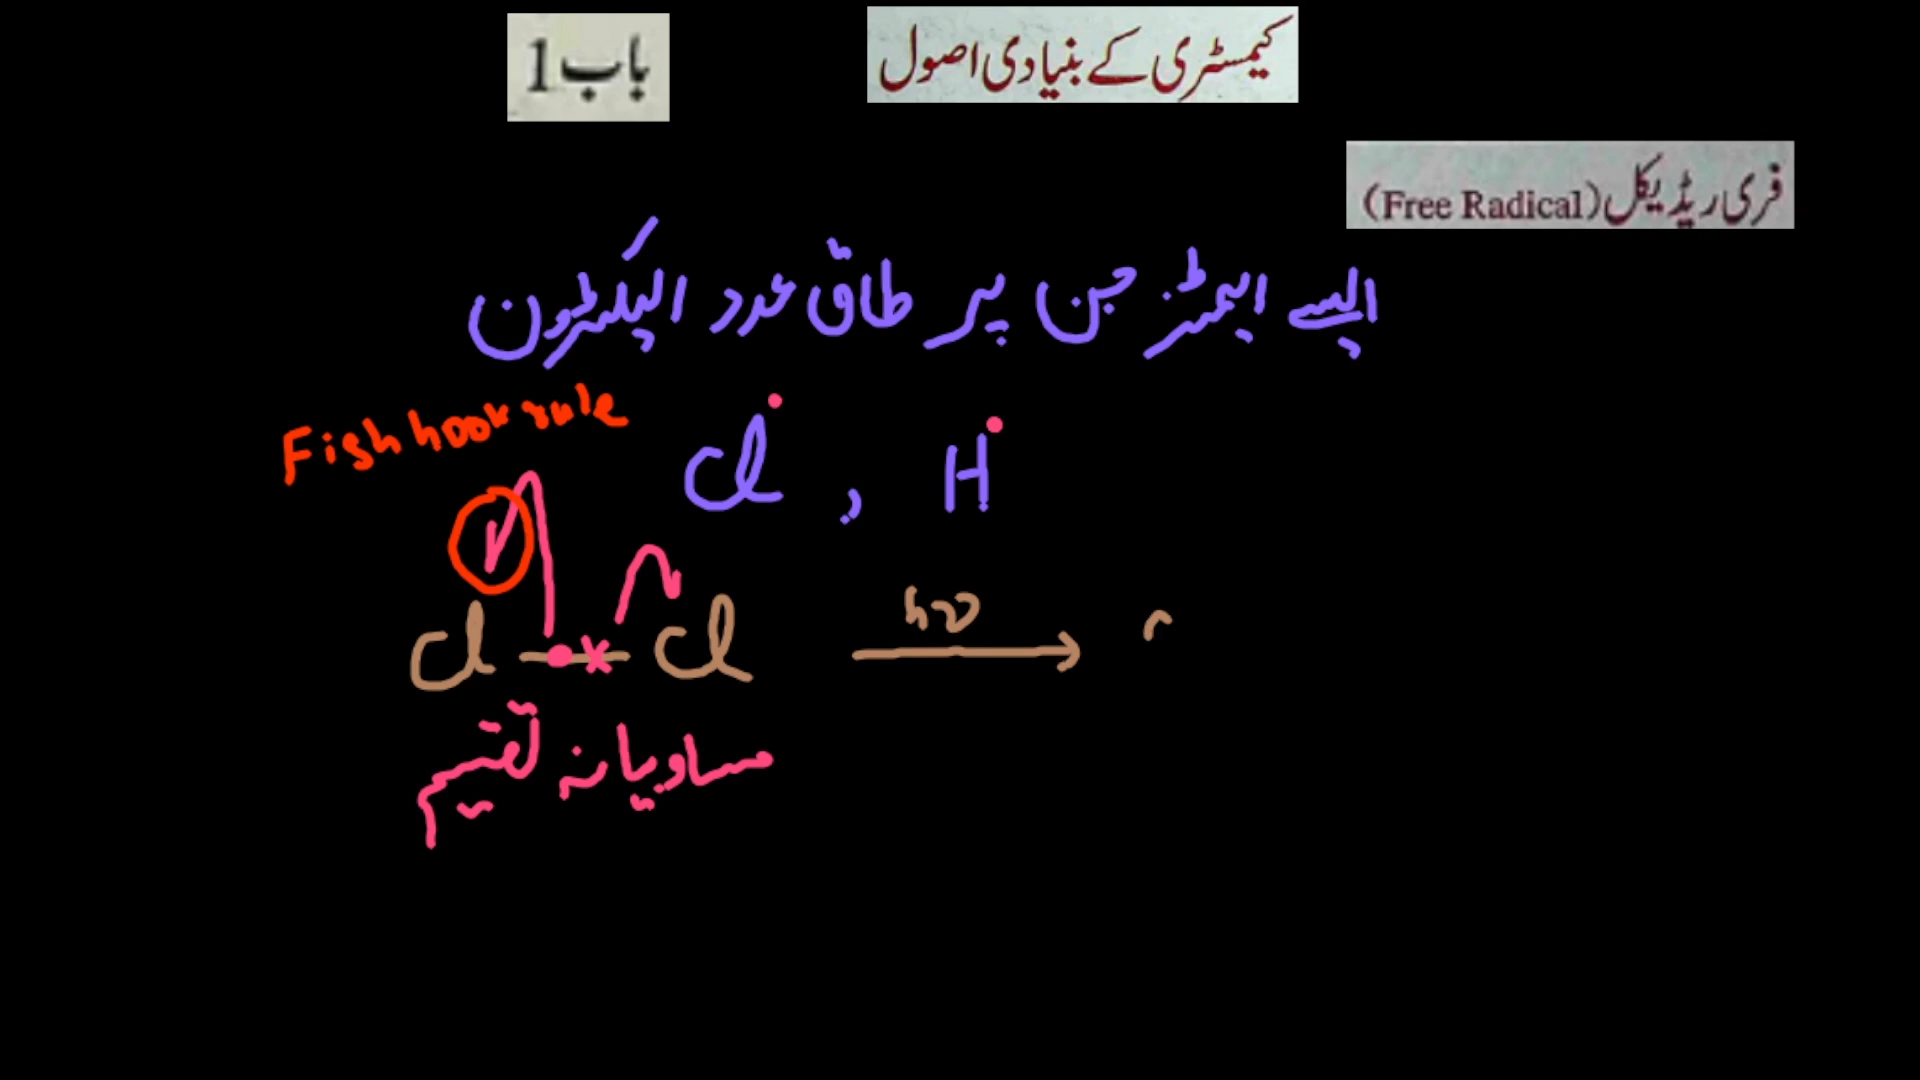 باب 1
کیمسٹری کے بنیادی اصول
فری ریڈیکل (Free Radical)
ایسے ایٹمز جن پر طاق عدد الیکٹرون
Fish hook rule
Cl , H
Cl — Cl hν
مساویانہ تقسیم